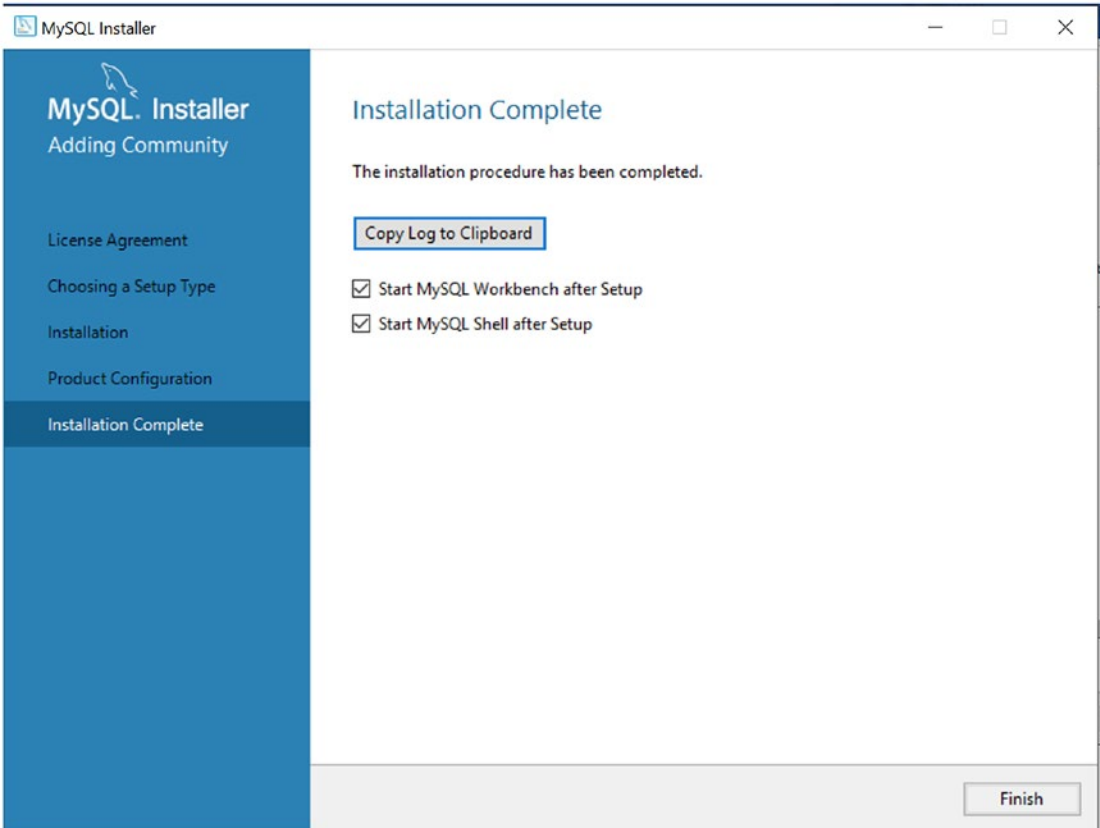 MySQL Installer
MySQL. Installer
Adding Community
License Agreement
Choosing a Setup Type
Installation
Product Configuration
Installation Complete
Installation Complete
The installation procedure has been completed.
Copy Log to Clipboard
Start MySQL Workbench after Setup
Start MySQL Shell after Setup
Finish